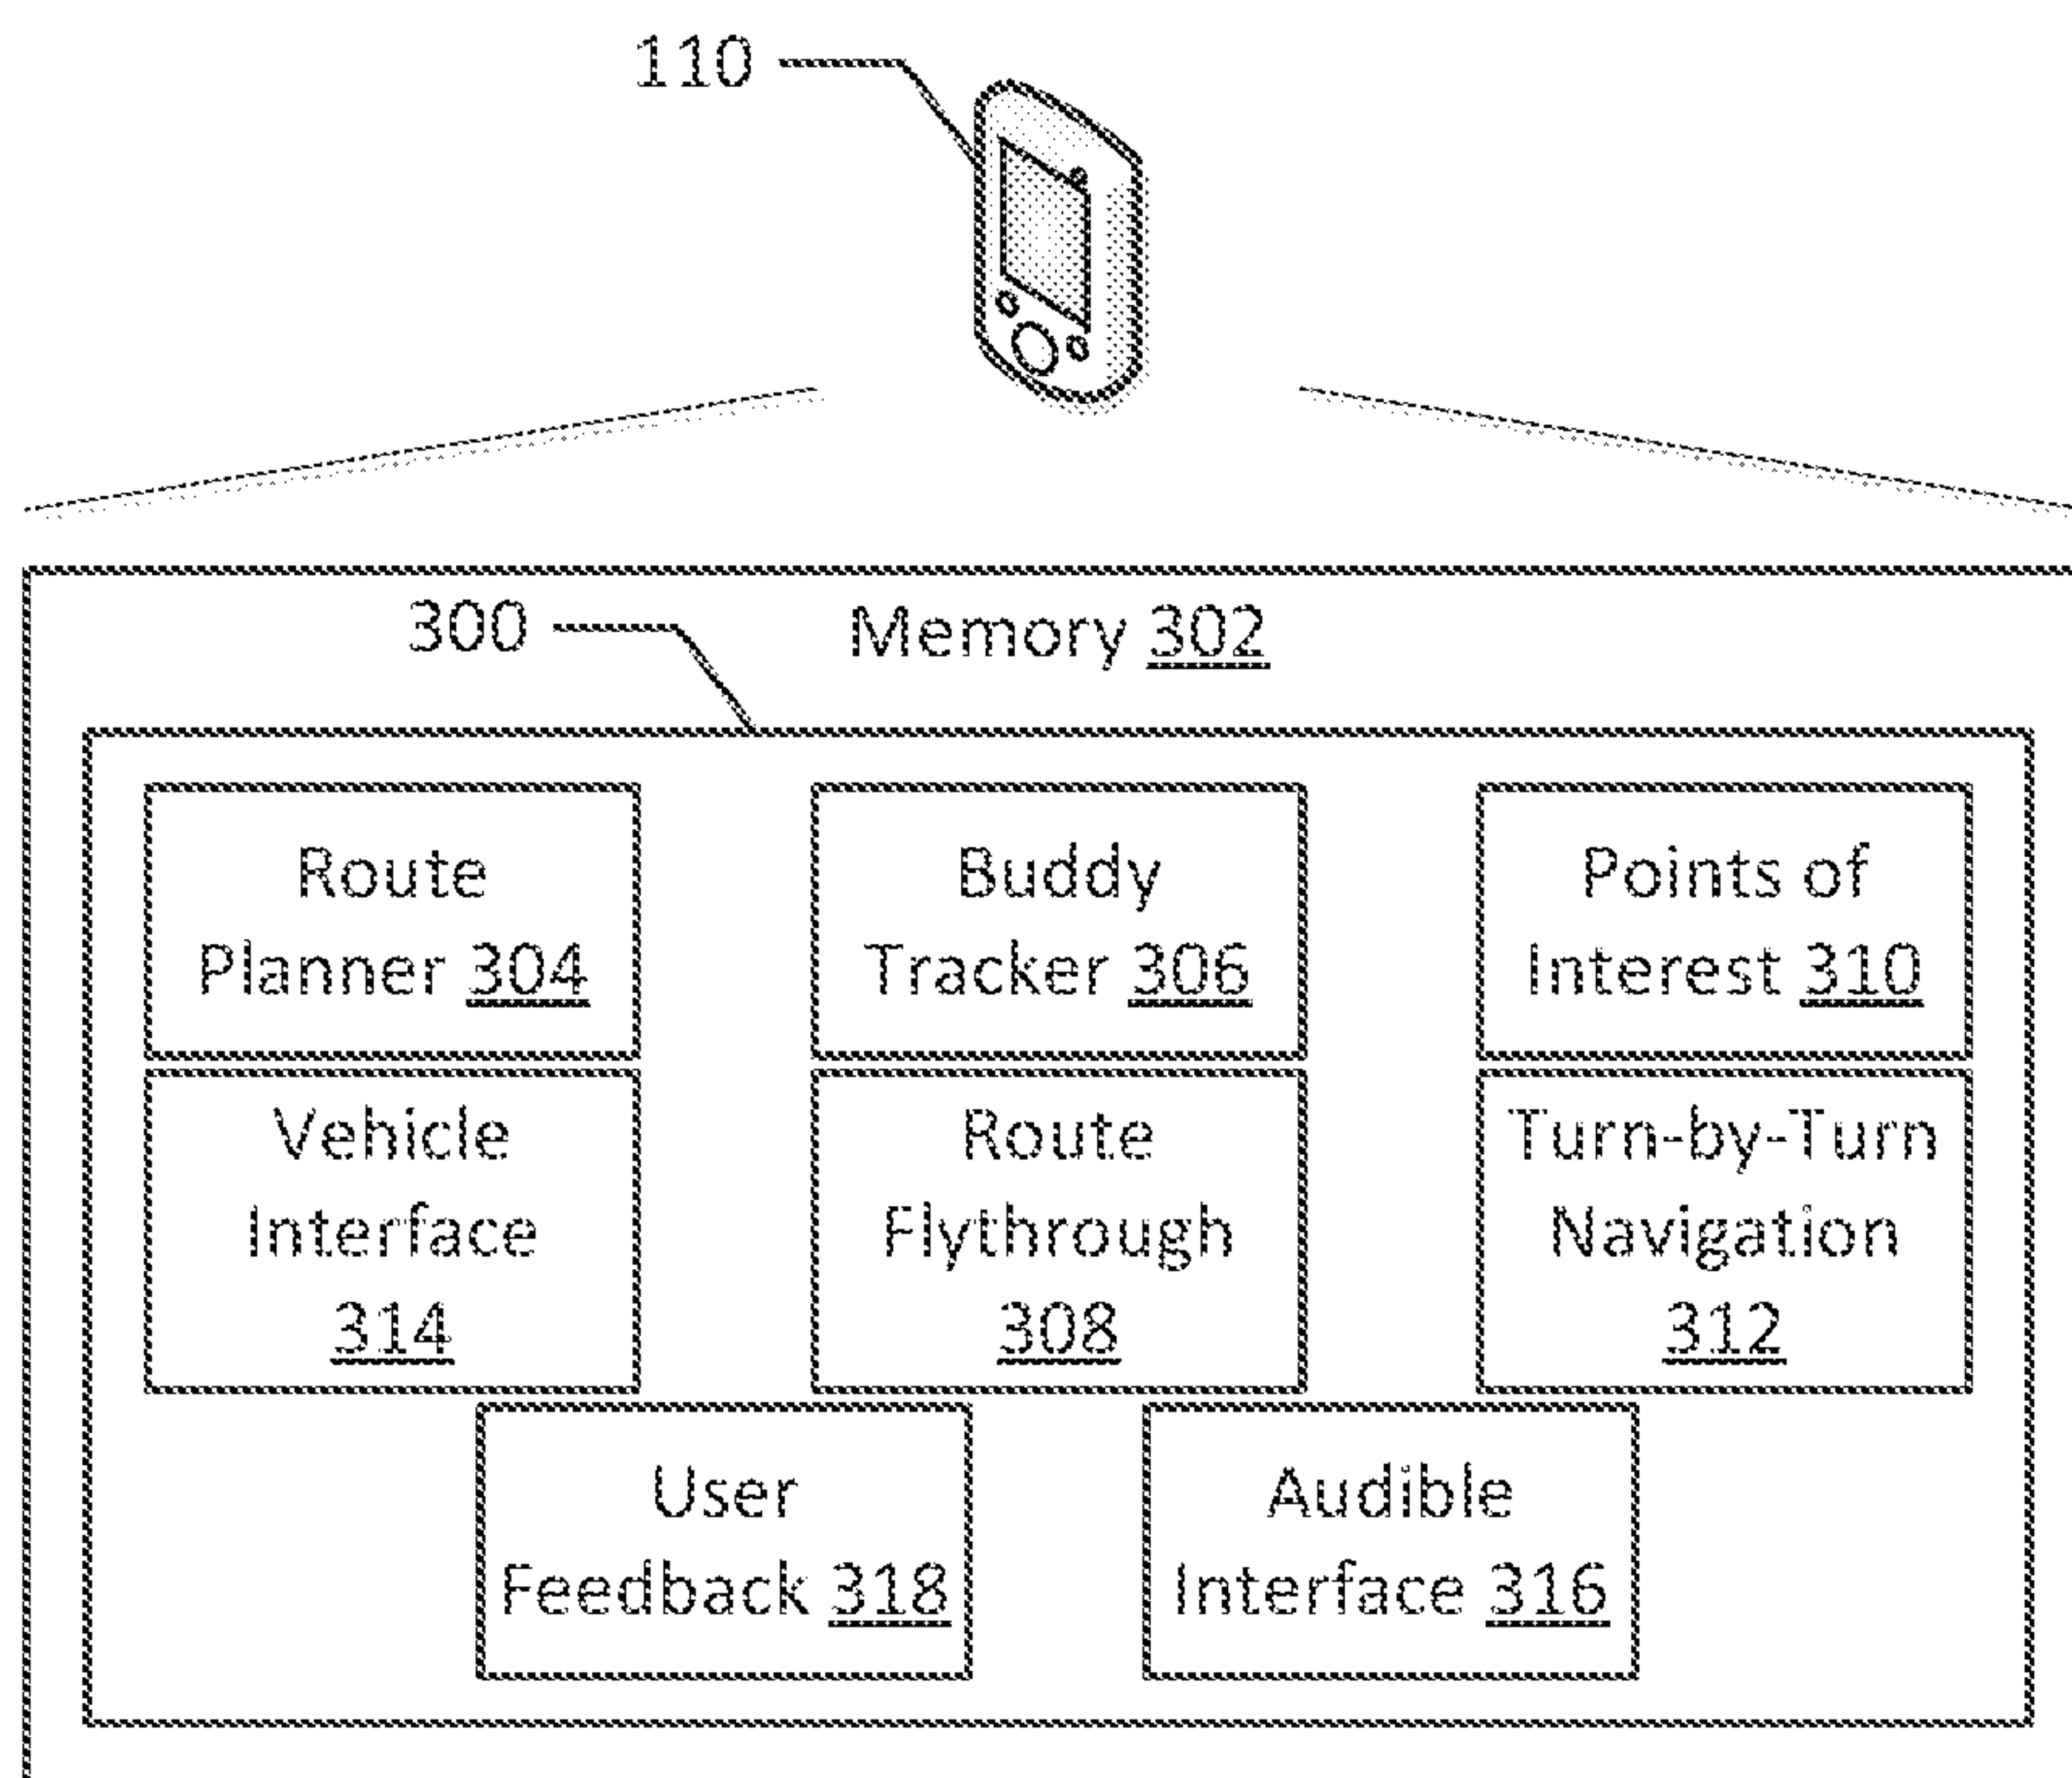 110
300
Memory 302
Route
Planner 304
Buddy
Tracker 306
Points of
Interest 310
Vehicle
Interface
314
Route
Flythrough
308
Turn-by-Turn
Navigation
312
User
Feedback 318
Audible
Interface 316